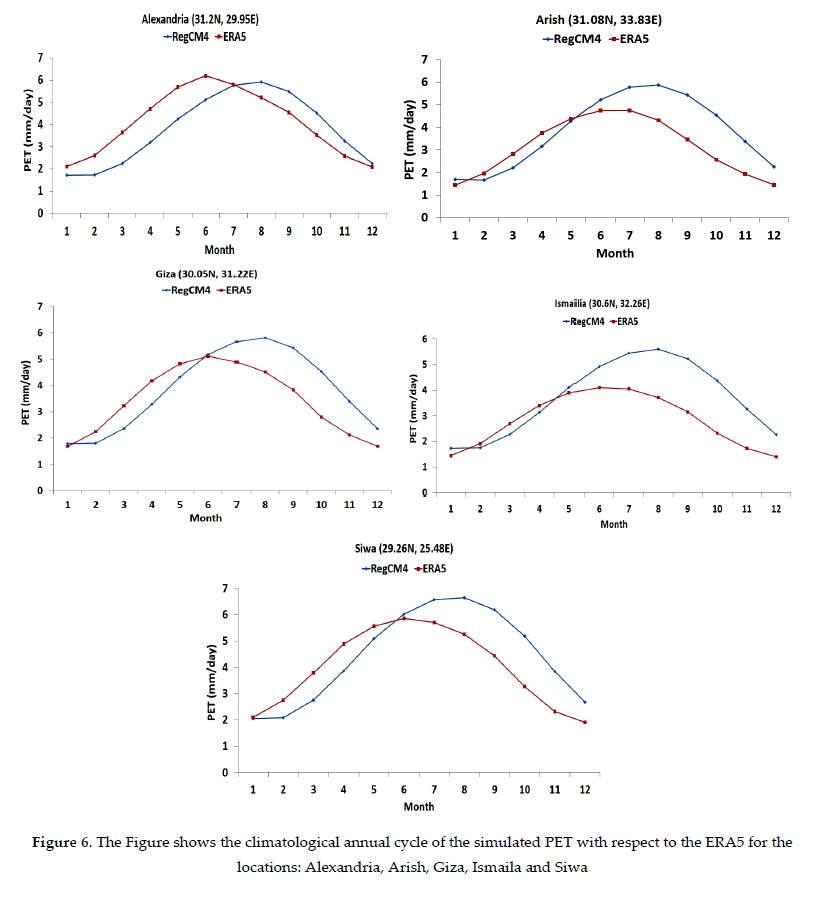 Alexandria (31.2N, 29.95E)
RegCM4 ERA5
7
6
5
4
3
2
1
0
PET (mm/day)
1 2 3 4 5 6 7 8 9 10 11 12
Month
Arish (31.08N, 33.83E)
RegCM4 ERA5
7
6
5
4
3
2
1
0
PET (mm/day)
1 2 3 4 5 6 7 8 9 10 11 12
Month
Giza (30.05N, 31.22E)
RegCM4 ERA5
7
6
5
4
3
2
1
0
PET (mm/day)
1 2 3 4 5 6 7 8 9 10 11 12
Month
Ismailia (30.6N, 32.26E)
RegCM4 ERA5
6
5
4
3
2
1
0
PET (mm/day)
1 2 3 4 5 6 7 8 9 10 11 12
Month
Siwa (29.26N, 25.48E)
RegCM4 ERA5
7
6
5
4
3
2
1
0
PET (mm/day)
1 2 3 4 5 6 7 8 9 10 11 12
Month
Figure 6. The Figure shows the climatological annual cycle of the simulated PET with respect to the ERA5 for the
locations: Alexandria, Arish, Giza, Ismaila and Siwa